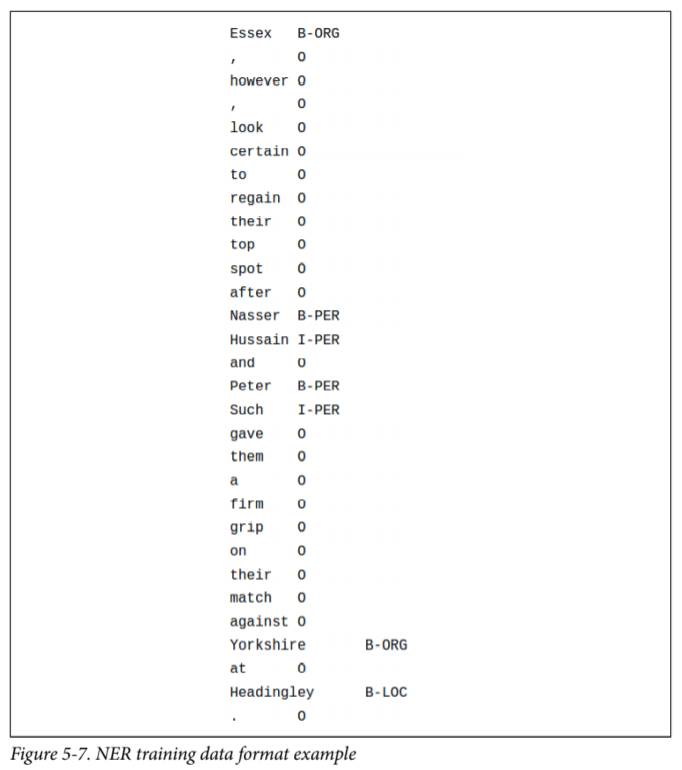 Essex B-ORG
, O
however O
, O
look O
certain O
to O
regain O
their O
top O
spot O
after O
Nasser B-PER
Hussain I-PER
and O
Peter B-PER
Such I-PER
gave O
them O
a O
firm O
grip O
on O
their O
match O
against O
Yorkshire B-ORG
at O
Headingley B-LOC
. O
Figure 5-7. NER training data format example